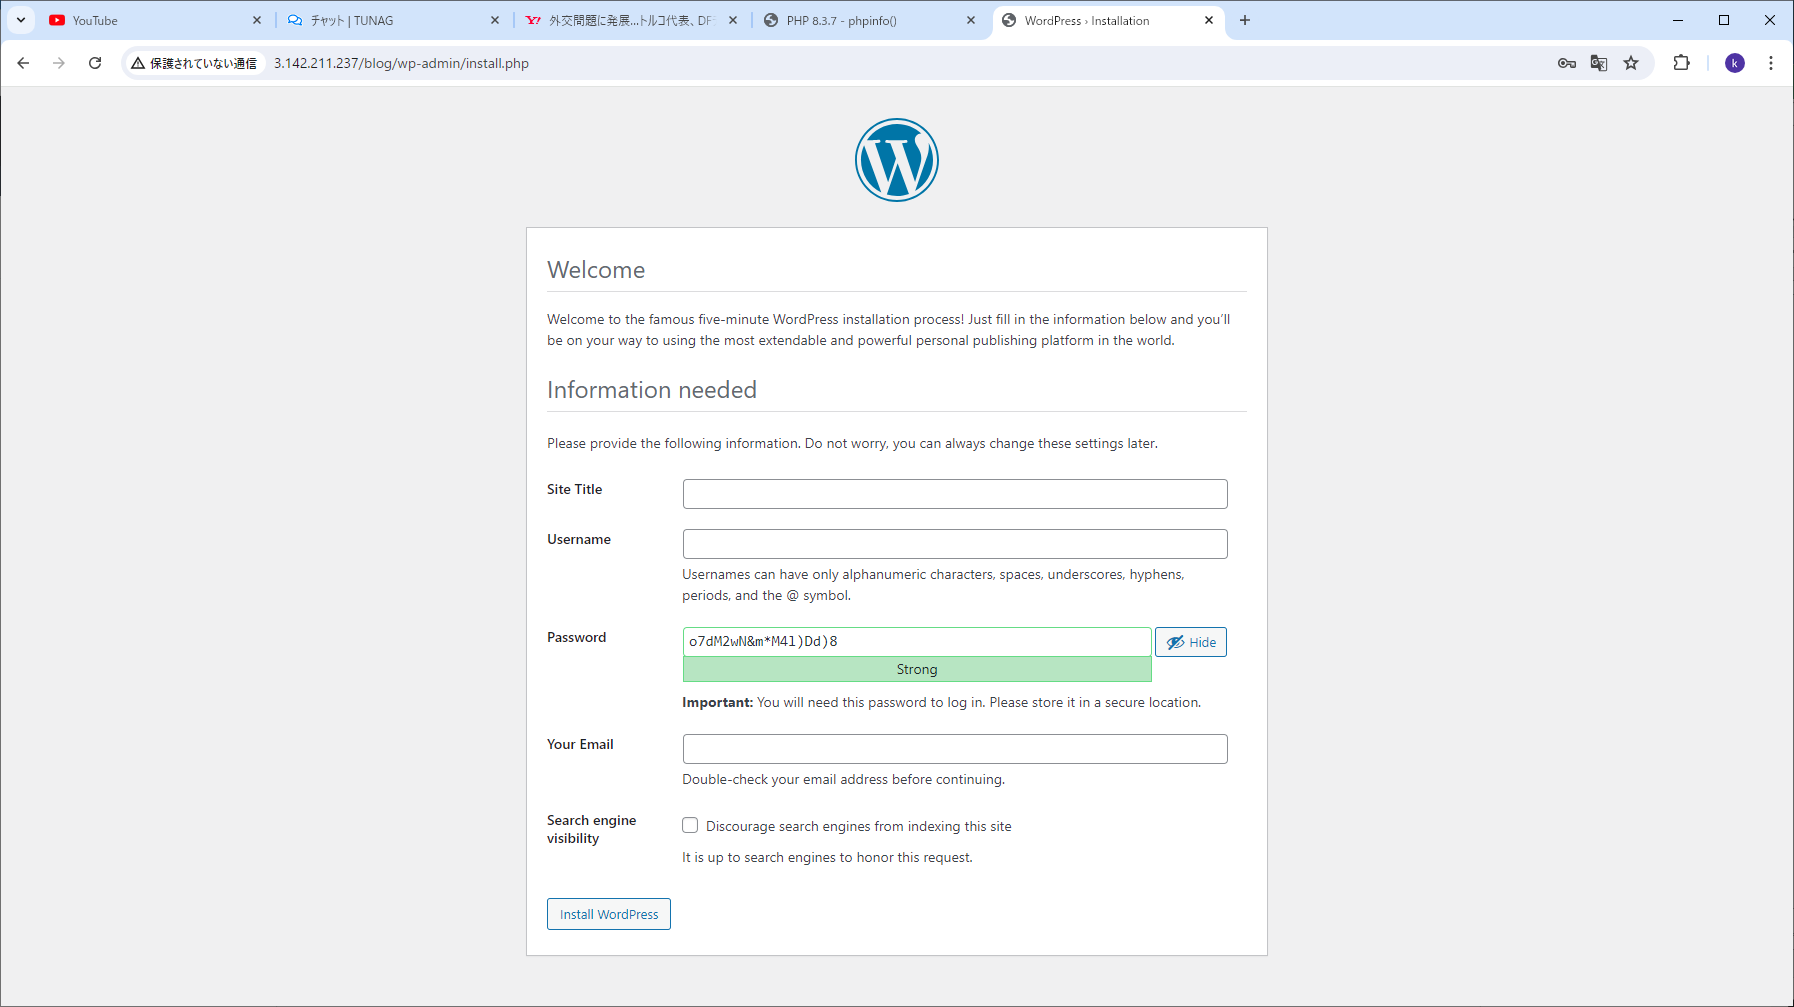 YouTube
チャット | TUNAG
外交問題に発展…トルコ代表、DF
PHP 8.3.7 - phpinfo()
WordPress › Installation
保護されていない通信
3.142.211.237/blog/wp-admin/install.php
k
Welcome
Welcome to the famous five-minute WordPress installation process! Just fill in the information below and you’ll
be on your way to using the most extendable and powerful personal publishing platform in the world.
Information needed
Please provide the following information. Do not worry, you can always change these settings later.
Site Title
Username
Usernames can have only alphanumeric characters, spaces, underscores, hyphens,
periods, and the @ symbol.
Password
o7dM2wN&m*M4l)Dd)8
Hide
Strong
Important: You will need this password to log in. Please store it in a secure location.
Your Email
Double-check your email address before continuing.
Search engine
visibility
Discourage search engines from indexing this site
It is up to search engines to honor this request.
Install WordPress